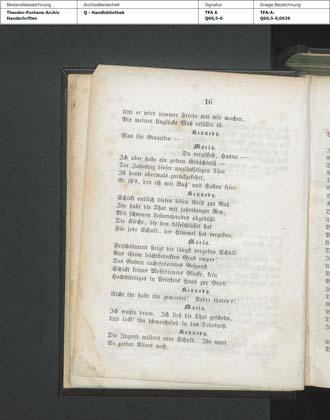 Bestandsbezeichnung
Theodor-Fontane-Archiv
Handschriften
Archivalieneinheit
Q - Handbibliothek
Signatur
TFA A
Q66,5-6
Image-Bezeichnung
TFA-A-
Q66,5-6,0026
16
Und er wird nimmer Friede mit mir machen,
Bis meines Unglücks Maß erfüllet ist.
Kennedy.
Was für Gedanken —
Maria.
Du vergissest, Hanna —
Ich aber habe ein getreu Gedächtniß —
Der Jahrstag dieser unglückseligen That
Ist heute abermals zurückgekehrt,
Er ist's, den ich mit Buß' und Fasten feire.
Kennedy.
Schickt endlich diesen bösen Geist zur Ruh.
Ihr habt die That mit jahrelanger Reu,
Mit schweren Leidensproben abgebüßt.
Die Kirche, die den Löseschlüssel hat
Für jede Schuld, der Himmel hat vergeben.
Maria.
Frischblutend steigt die längst vergebne Schuld
Aus ihrem leichtbedeckten Grab empor!
Des Gatten rachefoderndes Gespenst
Schickt keines Messedieners Glocke, kein
Hochwürdiges in Priesters Hand zur Gruft
Kennedy.
Nicht ihr habt ihn gemordet! Andre thaten's!
Maria.
Ich wußte drum. Ich ließ die That geschehn,
Und lockt' ihn schmeichelnd in das Todesnetz.
Kennedy.
Die Jugend mildert eure Schuld. Ihr wart
So zarten Alters noch.